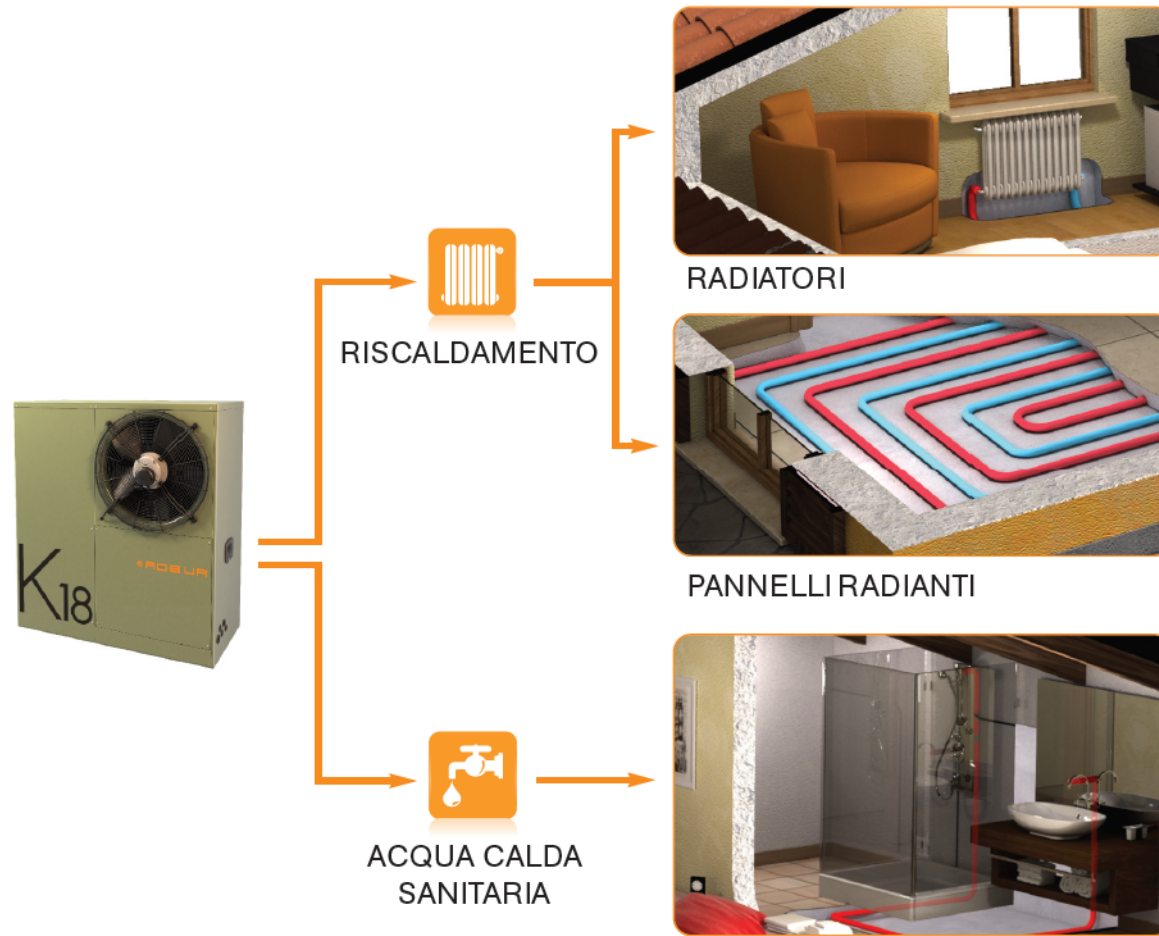 RADIATORI
RISCALDAMENTO
K18
ROBUR
PANNELLI RADIANTI
ACQUA CALDA
SANITARIA